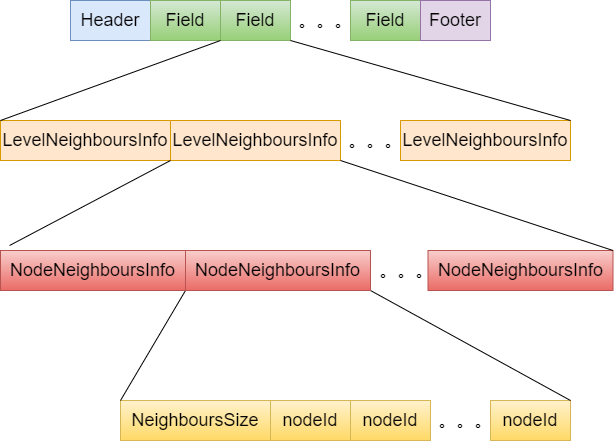 Header Field Field Field Footer
LevelNeighboursInfo LevelNeighboursInfo LevelNeighboursInfo
NodeNeighboursInfo NodeNeighboursInfo NodeNeighboursInfo
NeighboursSize nodeId nodeId nodeId